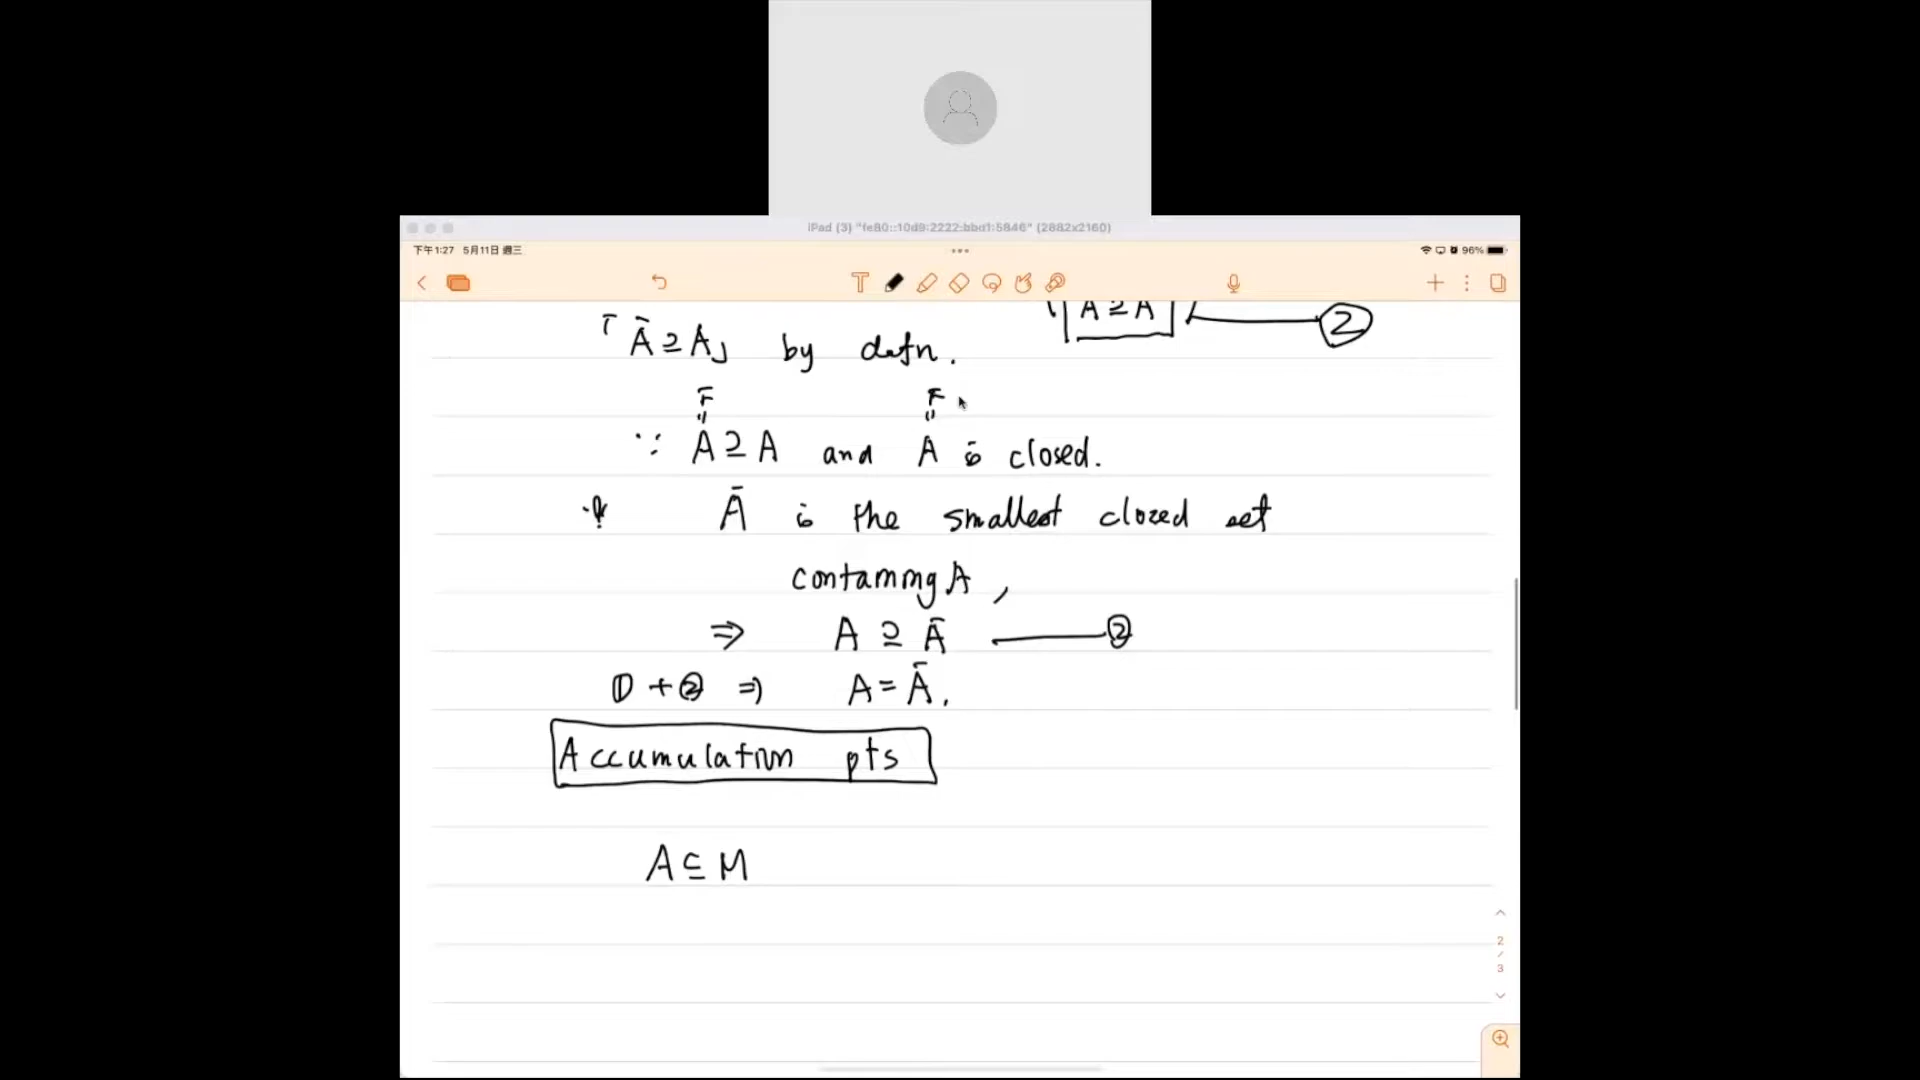 iPad (3) "fe80::10d9:2222:bbd1:5846" (2882x2160)
下午1:27 5月11日 週三
96%
「 Ā ⊇ A 」 by defn.
A ⊇ Ā ②
F F
∵ A ⊇ A and A is closed.
Ā is the smallest closed set
containing A ,
⇒ A ⊇ Ā ②
① + ② ⇒ A = Ā .
Accumulation pts
A ⊆ M
2
/
3